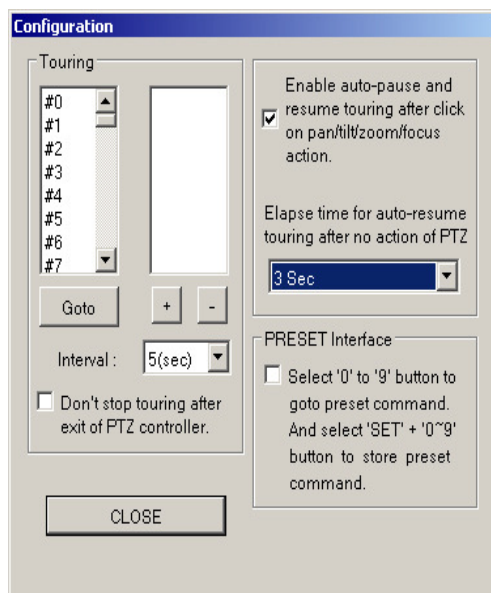 Configuration
Touring
#0
#1
#2
#3
#4
#5
#6
#7
Goto
+
-
Interval :
5(sec)
Don't stop touring after
exit of PTZ controller.
CLOSE
Enable auto-pause and
resume touring after click
on pan/tilt/zoom/focus
action.
Elapse time for auto-resume
touring after no action of PTZ
3 Sec
PRESET Interface
Select '0' to '9' button to
goto preset command.
And select 'SET' + '0~9'
button to store preset
command.